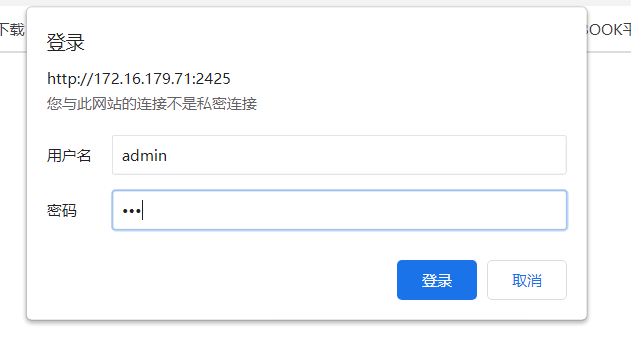 下载
BOOK平
登录
http://172.16.179.71:2425
您与此网站的连接不是私密连接
用户名 admin
密码 •••
登录 取消